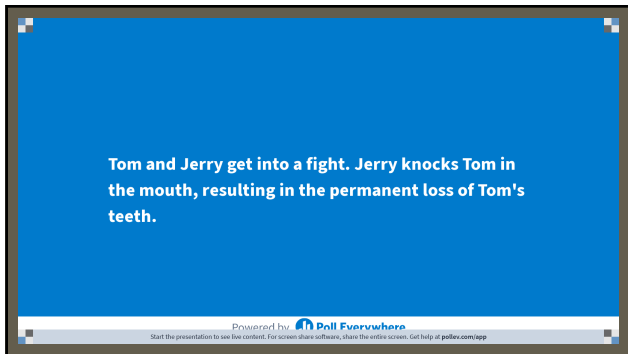 Tom and Jerry get into a fight. Jerry knocks Tom in
the mouth, resulting in the permanent loss of Tom's
teeth.
Powered by Poll Everywhere
Start the presentation to see live content. For screen share software, share the entire screen. Get help at pollev.com/app